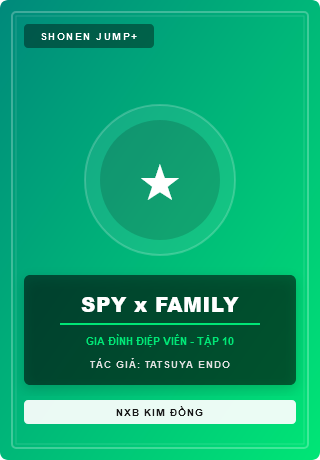 SHONEN JUMP+
SPY x FAMILY
GIA ĐÌNH ĐIỆP VIÊN - TẬP 10
TÁC GIẢ: TATSUYA ENDO
NXB KIM ĐỒNG